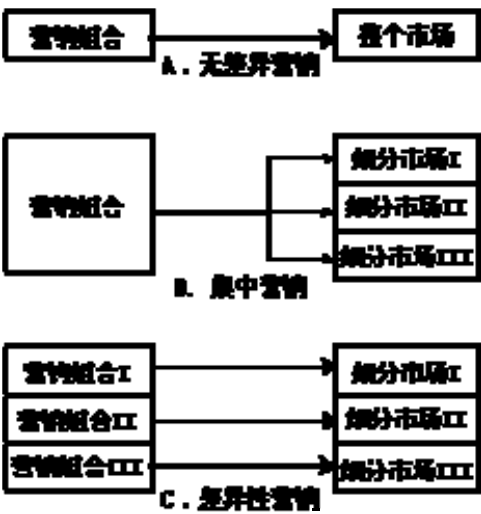 营销组合
整个市场
A．无差异营销
营销组合
细分市场I
细分市场II
细分市场III
B. 集中营销
营销组合I
细分市场I
营销组合II
细分市场II
营销组合III
细分市场III
C．差异性营销